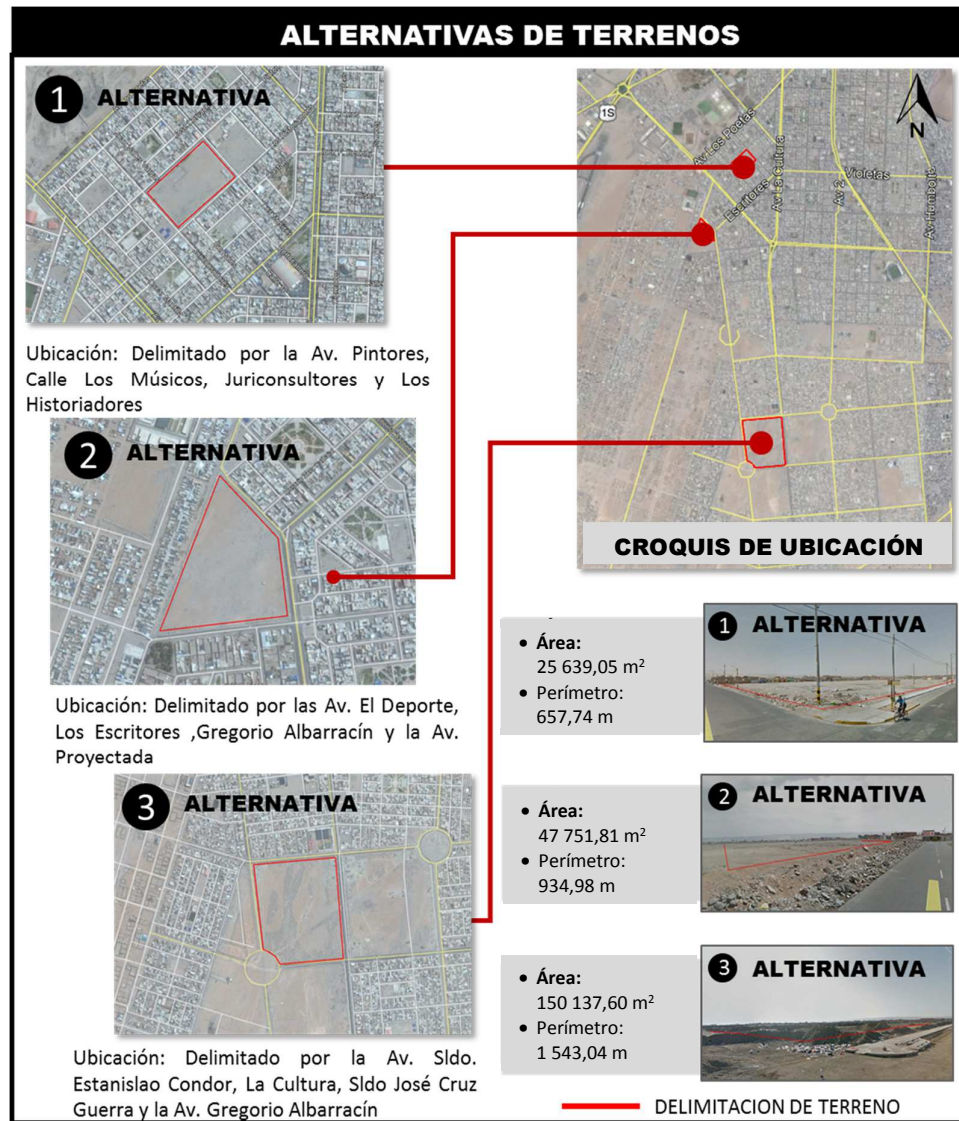 ALTERNATIVAS DE TERRENOS
1 ALTERNATIVA
Ubicación: Delimitado por la Av. Pintores,
Calle Los Músicos, Juriconsultores y Los
Historiadores
2 ALTERNATIVA
Ubicación: Delimitado por las Av. El Deporte,
Los Escritores ,Gregorio Albarracín y la Av.
Proyectada
3 ALTERNATIVA
Ubicación: Delimitado por la Av. Sldo.
Estanislao Condor, La Cultura, Sldo José Cruz
Guerra y la Av. Gregorio Albarracín
N
1S
Av Los Poetas
Escritores
Av La Cultura
Av 2
Violetas
Av Humbolt
CROQUIS DE UBICACIÓN
• Área:
25 639,05 m²
• Perímetro:
657,74 m
1 ALTERNATIVA
• Área:
47 751,81 m²
• Perímetro:
934,98 m
2 ALTERNATIVA
• Área:
150 137,60 m²
• Perímetro:
1 543,04 m
3 ALTERNATIVA
DELIMITACION DE TERRENO